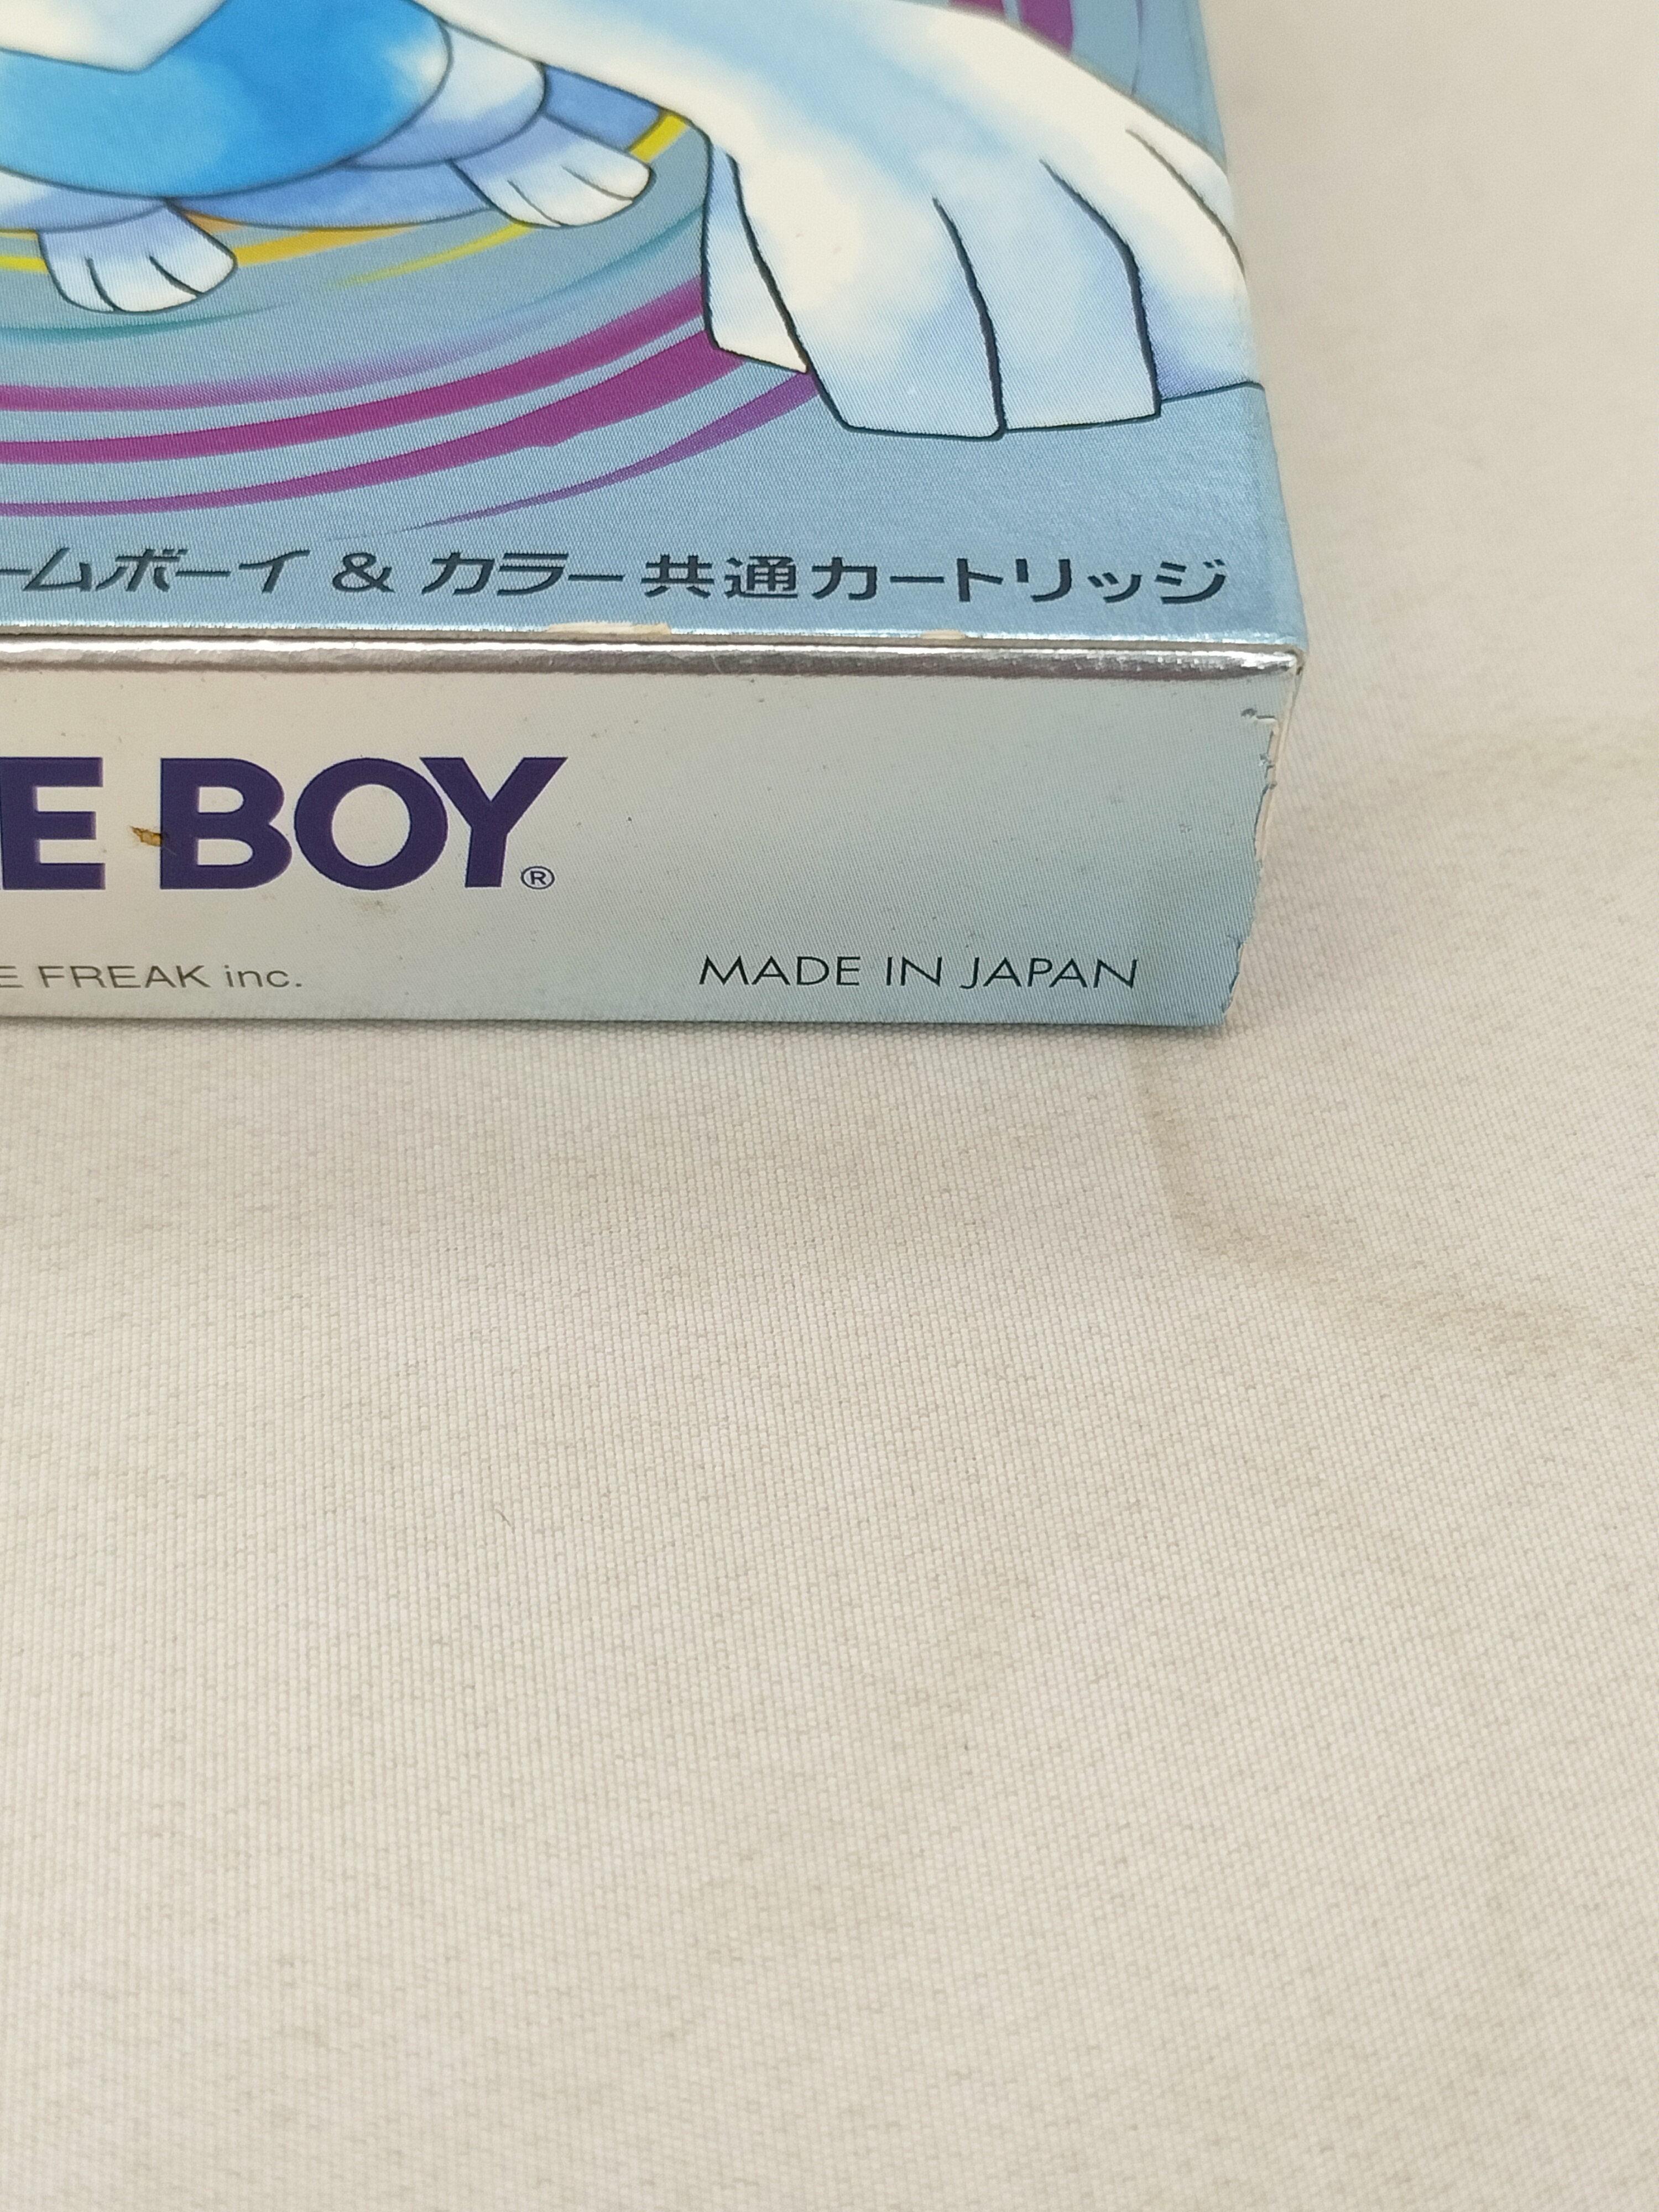 ームボーイ & カラー共通カートリッジ
E BOY®
E FREAK inc.
MADE IN JAPAN